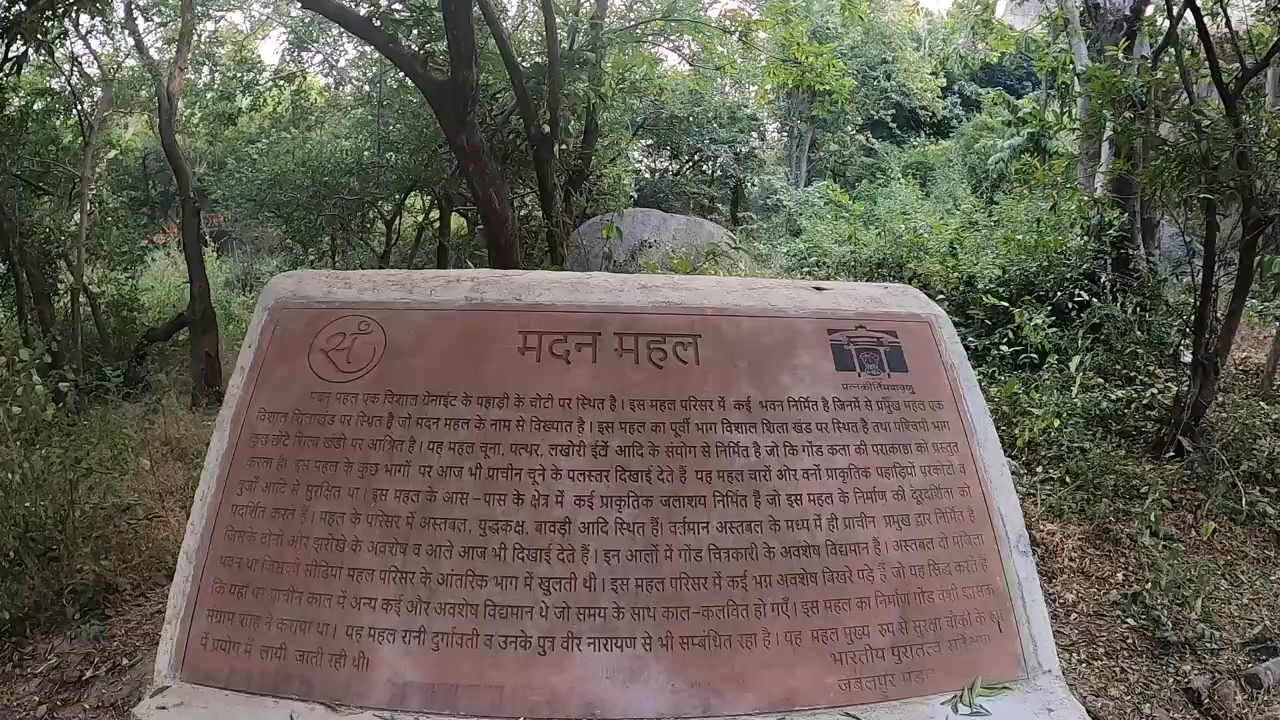 सं
मदन महल
प्रत्नकीर्तिमपावृणु
मदन महल एक विशाल ग्रेनाईट के पहाड़ी के चोटी पर स्थित है। इस महल परिसर में कई भवन निर्मित है जिनमें से प्रमुख महल एक
विशाल शिलाखंड पर स्थित है जो मदन महल के नाम से विख्यात है। इस महल का पूर्वी भाग विशाल शिला खंड पर स्थित है तथा पश्चिमी भाग
कुछ छोटे शिला खंडो पर आश्रित है। यह महल चूना, पत्थर, लखोरी ईंटें आदि के संयोग से निर्मित है जो कि गोंड कला की पराकाष्ठा को प्रस्तुत
करता है। इस महल के कुछ भागों पर आज भी प्राचीन चूने के पलस्तर दिखाई देते हैं यह महल चारों ओर वनों प्राकृतिक पहड़ियों परकोटों व
बुर्जों आदि से सुरक्षित था। इस महल के आस-पास के क्षेत्र में कई प्राकृतिक जलाशय निर्मित है जो इस महल के निर्माण की दूरदर्शिता को
प्रदर्शित करते हैं। महल के परिसर में अस्तबल, युद्धकक्ष, बावड़ी आदि स्थित हैं। वर्तमान अस्तबल के मध्य में ही प्राचीन प्रमुख द्वार निर्मित है
जिसके दोनों ओर झरोखे के अवशेष व आले आज भी दिखाई देते हैं। इन आलों में गोंड चित्रकारी के अवशेष विद्यमान हैं। अस्तबल दो मंजिला
भवन था जिसकी सीढियां महल परिसर के आंतरिक भाग में खुलती थी। इस महल परिसर में कई भग्न अवशेष बिखरे पड़े हैं जो यह सिद्ध करते हैं
कि यहाँ पर प्राचीन काल में अन्य कई और अवशेष विद्यमान थे जो समय के साथ काल-कलवित हो गएँ। इस महल का निर्माण गोंड वंशी शासक
संग्राम शाह ने कराया था। यह महल रानी दुर्गावती व उनके पुत्र वीर नारायण से भी सम्बंधित रहा है। यह महल मुख्य रुप से सुरक्षा चौकी के रूप
में प्रयोग में लायी जाती रही थी।
भारतीय पुरातत्व सर्वेक्षण
जबलपुर मंडल